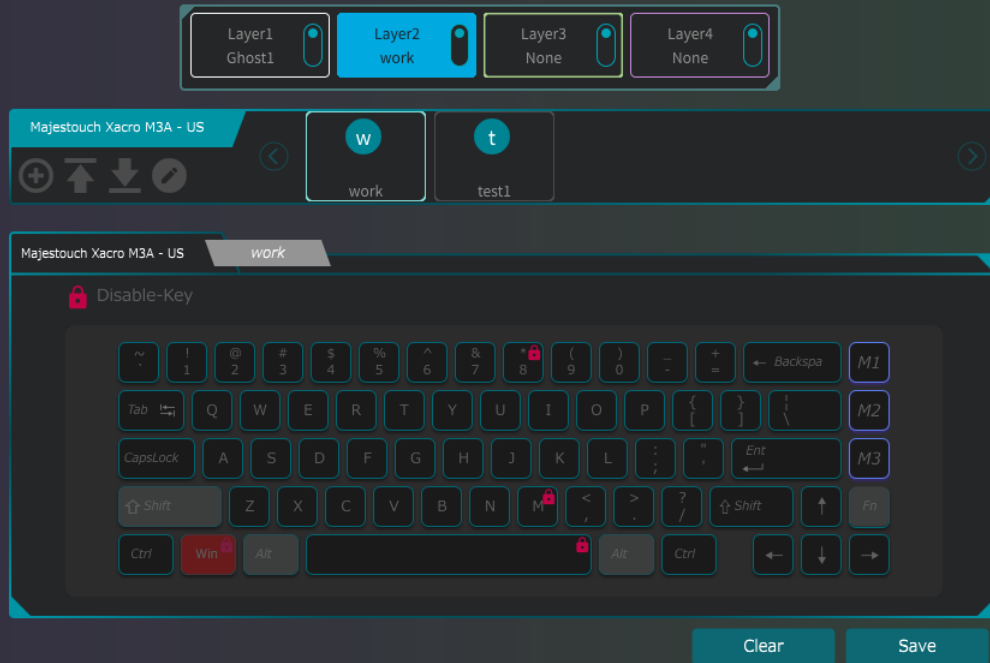 Layer1
Ghost1
Layer2
work
Layer3
None
Layer4
None
Majestouch Xacro M3A - US
w
work
t
test1
Majestouch Xacro M3A - US
work
Disable-Key
~ ` ! 1 @ 2 # 3 $ 4 % 5 ^ 6 & 7 * 8 ( 9 ) 0 _ - + = ← Backspa M1
Tab Q W E R T Y U I O P { [ } ] ¦ \ M2
CapsLock A S D F G H J K L : ; " ' Ent M3
Shift Z X C V B N M < , > . ? / Shift ↑ Fn
Ctrl Win Alt Alt Ctrl ← ↓ →
Clear
Save